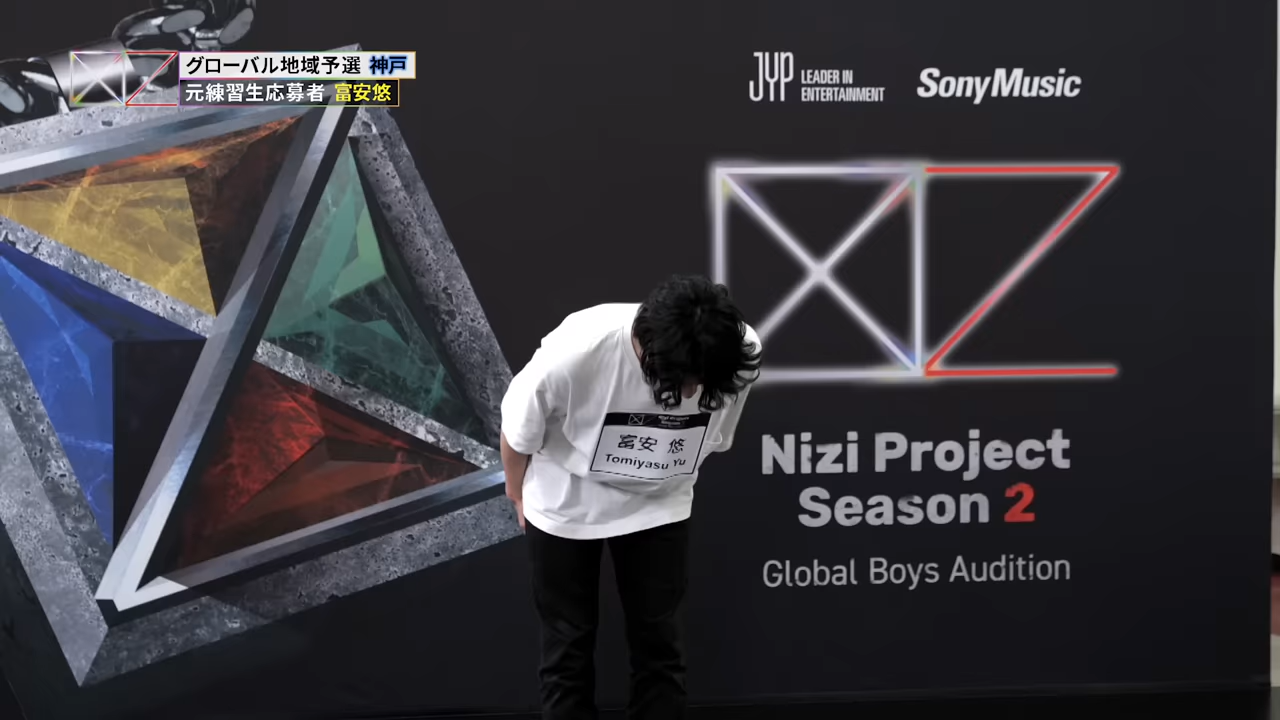 グローバル地域予選 神戸
元練習生応募者 富安悠
JYP LEADER IN
ENTERTAINMENT
SonyMusic
Nizi Project
Season 2
Global Boys Audition
Nizi Project
富安 悠
Tomiyasu Yu